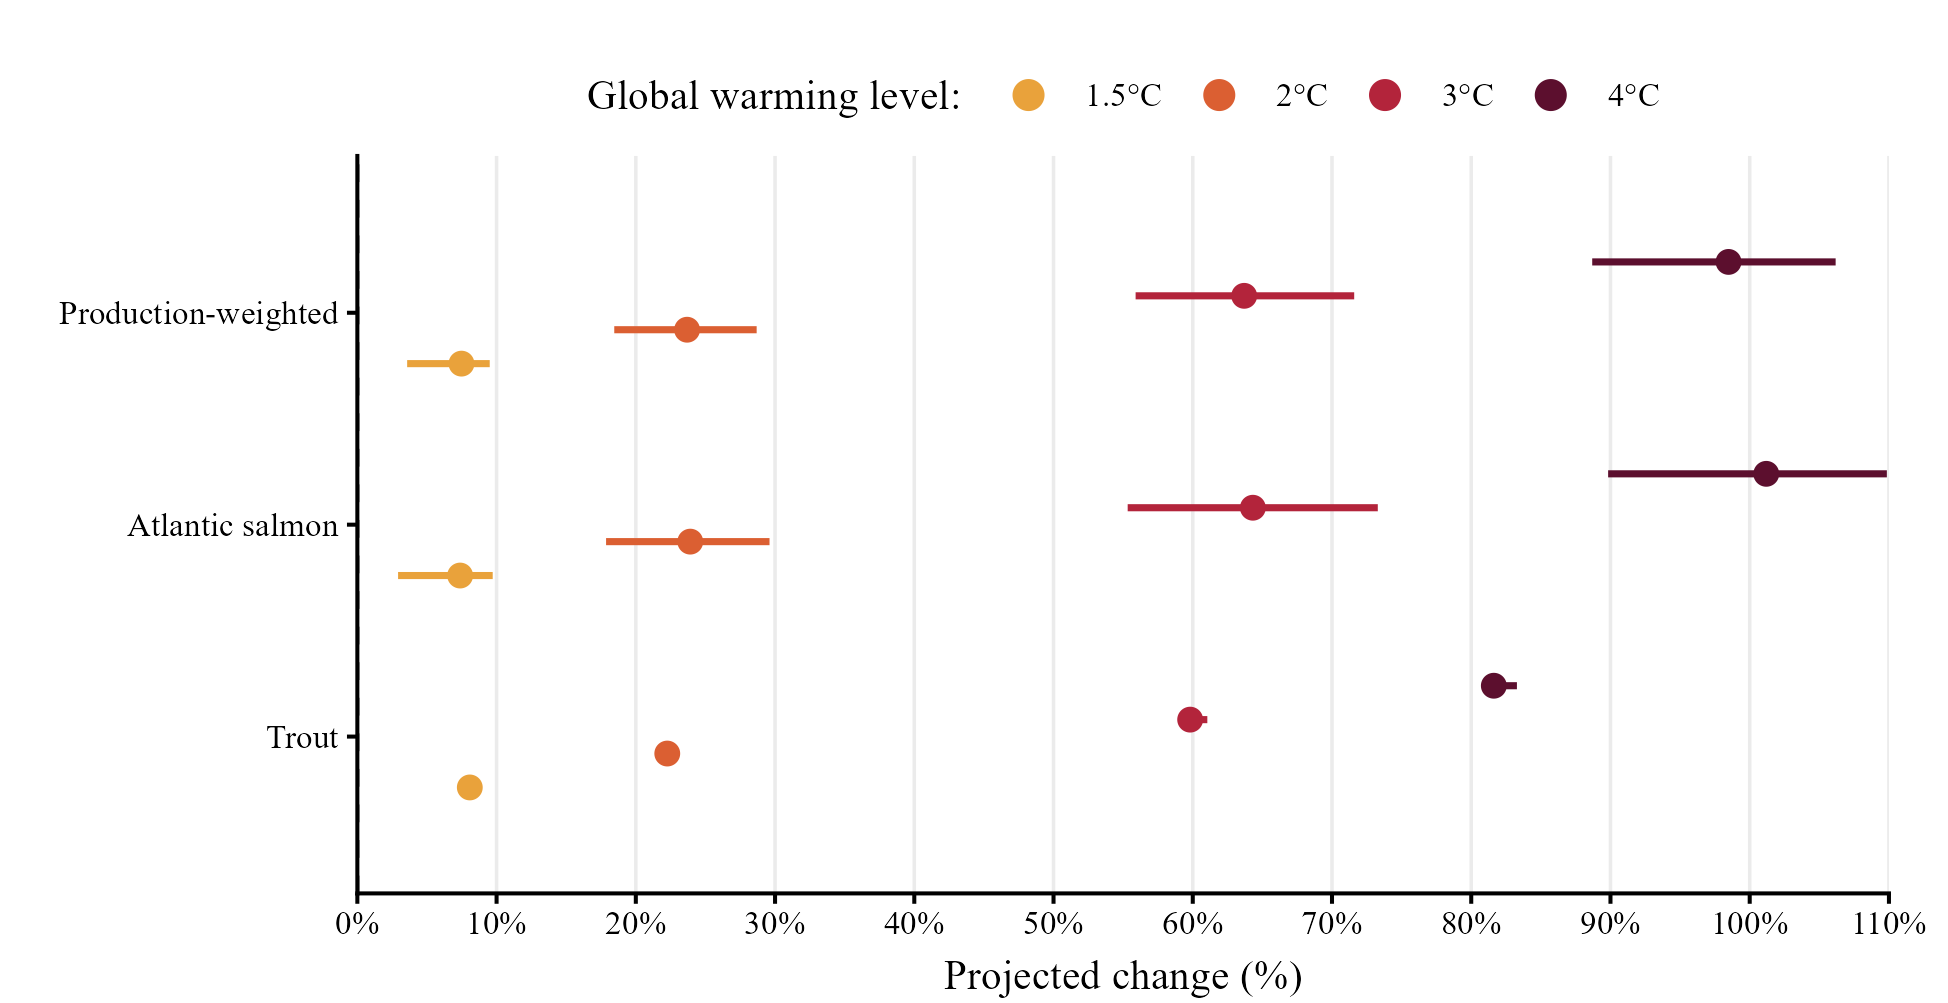 Global warming level: 1.5°C 2°C 3°C 4°C
Production-weighted
Atlantic salmon
Trout
0% 10% 20% 30% 40% 50% 60% 70% 80% 90% 100% 110%
Projected change (%)